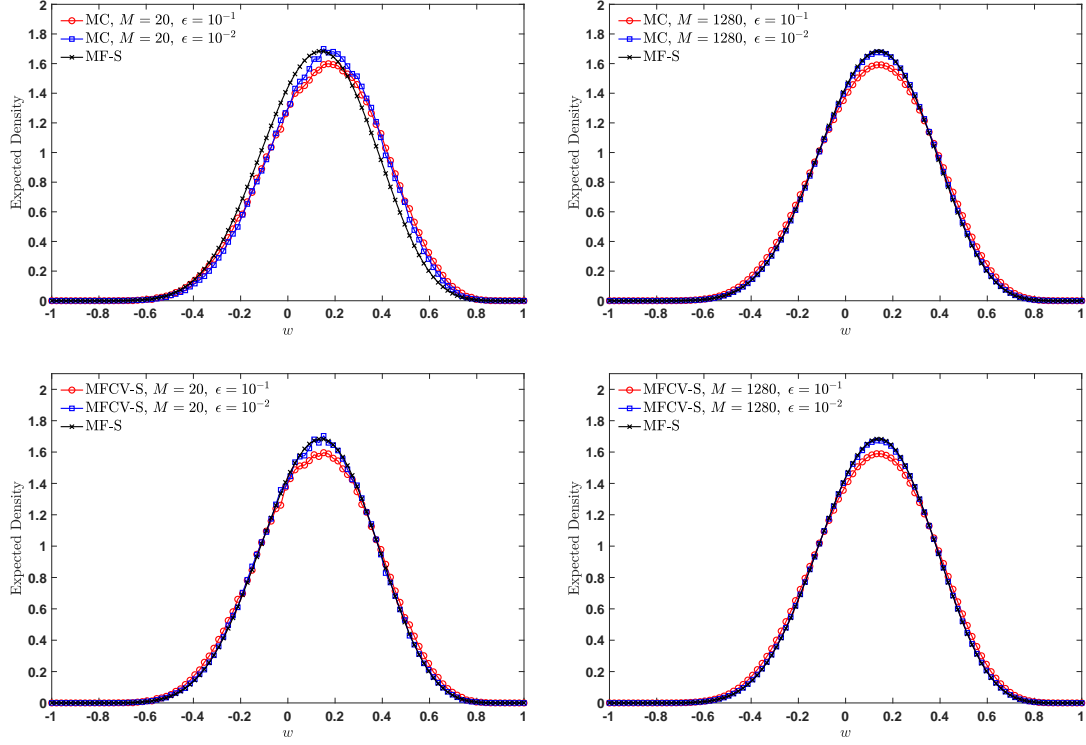 MC, M = 20, ϵ = 10⁻¹
MC, M = 20, ϵ = 10⁻²
MF-S
Expected Density
2
1.8
1.6
1.4
1.2
1
0.8
0.6
0.4
0.2
0
-1 -0.8 -0.6 -0.4 -0.2 0 0.2 0.4 0.6 0.8 1
w
MC, M = 1280, ϵ = 10⁻¹
MC, M = 1280, ϵ = 10⁻²
MF-S
Expected Density
2
1.8
1.6
1.4
1.2
1
0.8
0.6
0.4
0.2
0
-1 -0.8 -0.6 -0.4 -0.2 0 0.2 0.4 0.6 0.8 1
w
MFCV-S, M = 20, ϵ = 10⁻¹
MFCV-S, M = 20, ϵ = 10⁻²
MF-S
Expected Density
2
1.8
1.6
1.4
1.2
1
0.8
0.6
0.4
0.2
0
-1 -0.8 -0.6 -0.4 -0.2 0 0.2 0.4 0.6 0.8 1
w
MFCV-S, M = 1280, ϵ = 10⁻¹
MFCV-S, M = 1280, ϵ = 10⁻²
MF-S
Expected Density
2
1.8
1.6
1.4
1.2
1
0.8
0.6
0.4
0.2
0
-1 -0.8 -0.6 -0.4 -0.2 0 0.2 0.4 0.6 0.8 1
w